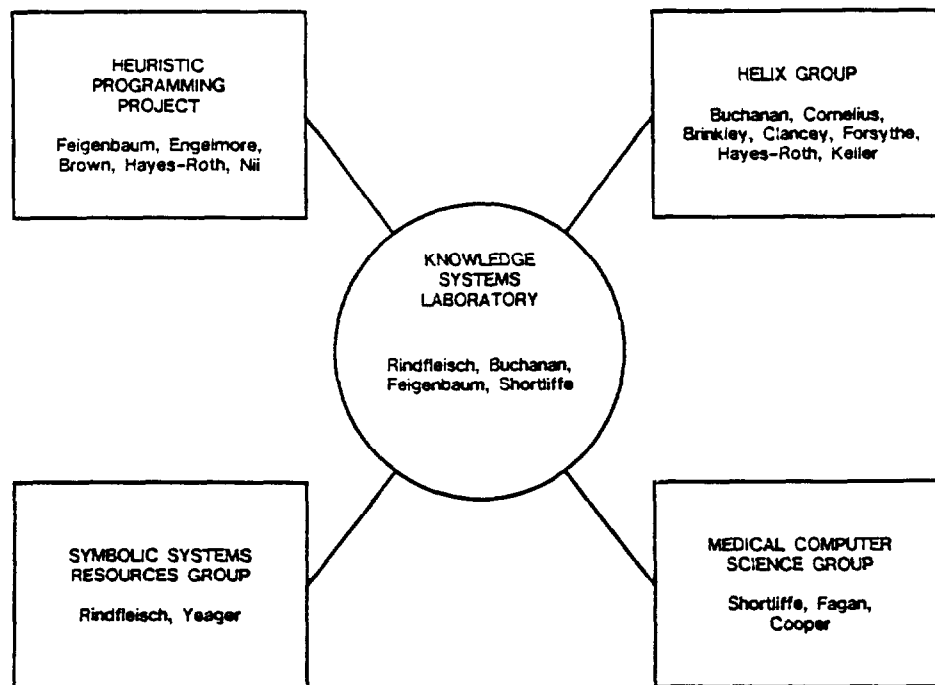 HEURISTIC
PROGRAMMING
PROJECT
Feigenbaum, Engelmore,
Brown, Hayes-Roth, Nii
HELIX GROUP
Buchanan, Cornelius,
Brinkley, Clancey, Forsythe,
Hayes-Roth, Keller
KNOWLEDGE
SYSTEMS
LABORATORY
Rindfleisch, Buchanan,
Feigenbaum, Shortliffe
SYMBOLIC SYSTEMS
RESOURCES GROUP
Rindfleisch, Yeager
MEDICAL COMPUTER
SCIENCE GROUP
Shortliffe, Fagan,
Cooper